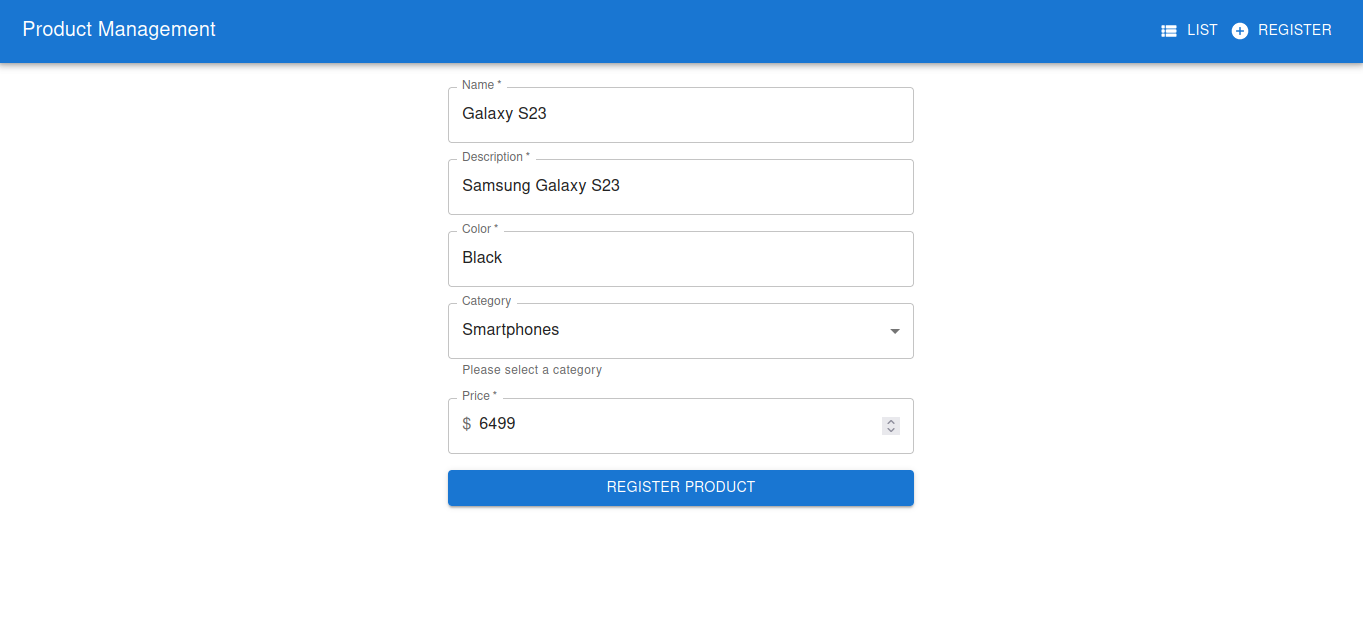 Product Management
LIST
REGISTER
Name *
Galaxy S23
Description *
Samsung Galaxy S23
Color *
Black
Category
Smartphones
Please select a category
Price *
$ 6499
REGISTER PRODUCT